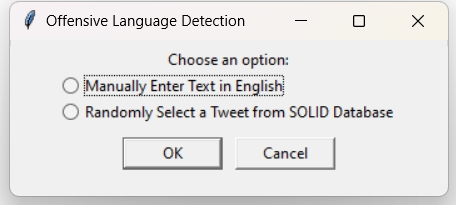 Offensive Language Detection
Choose an option:
Manually Enter Text in English
Randomly Select a Tweet from SOLID Database
OK Cancel